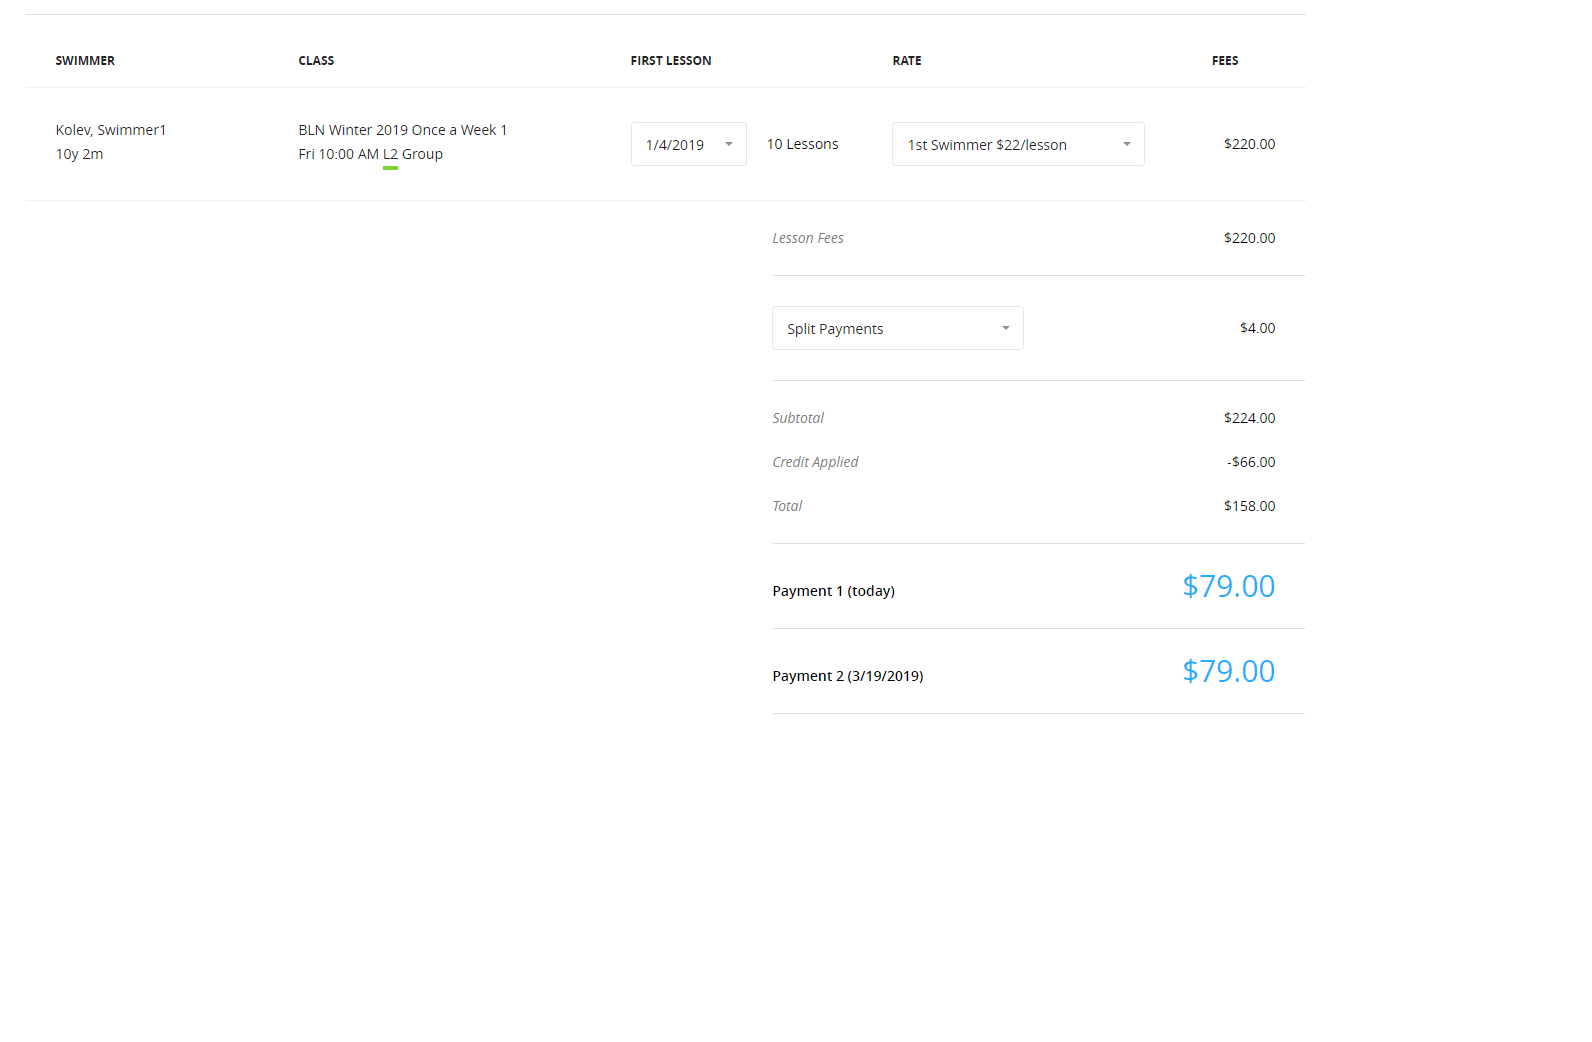 SWIMMER CLASS FIRST LESSON RATE FEES
Kolev, Swimmer1
10y 2m
BLN Winter 2019 Once a Week 1
Fri 10:00 AM L2 Group
1/4/2019
10 Lessons
1st Swimmer $22/lesson
$220.00
Lesson Fees $220.00
Split Payments $4.00
Subtotal $224.00
Credit Applied -$66.00
Total $158.00
Payment 1 (today) $79.00
Payment 2 (3/19/2019) $79.00